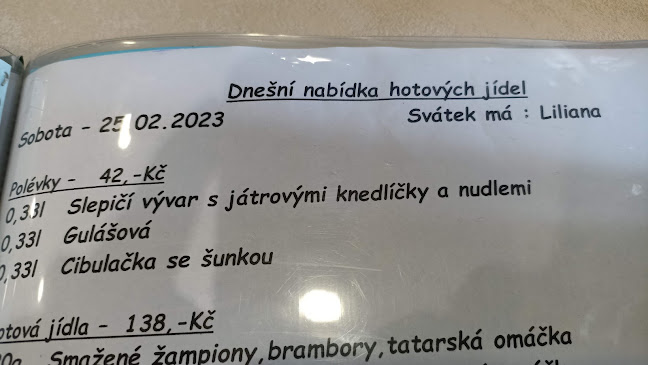 Dnešní nabídka hotových jídel
Sobota - 25.02.2023 Svátek má : Liliana
Polévky - 42,-Kč
0,33l Slepičí vývar s játrovými knedlíčky a nudlemi
0,33l Gulášová
0,33l Cibulačka se šunkou
otová jídla - 138,-Kč
Smažené žampiony, brambory, tatarská omáčka